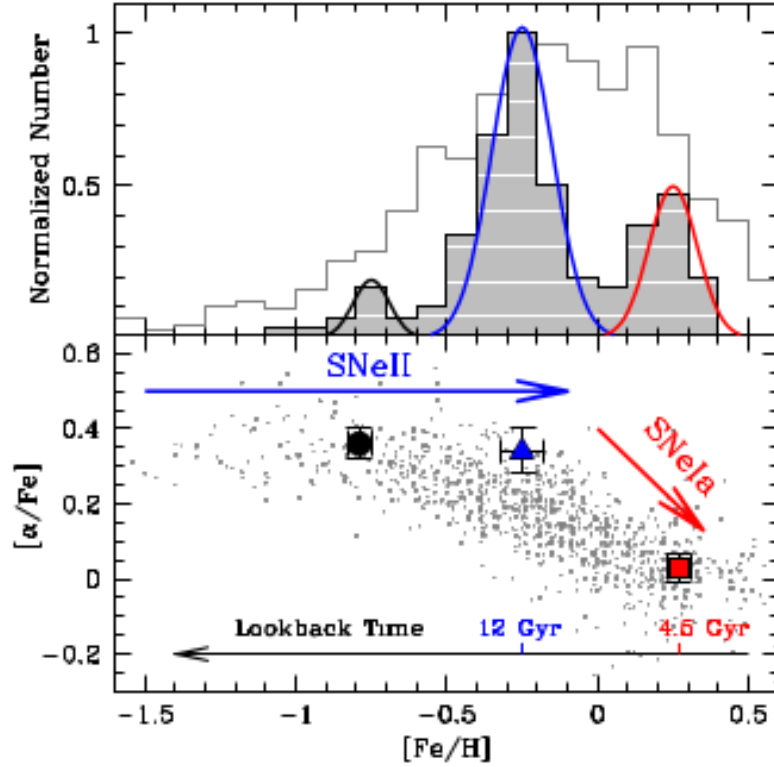 1
0.5
Normalized Number
0.6
SNeII
0.4
SNeIa
0.2
[α/Fe]
0
Lookback Time
12 Gyr
4.5 Gyr
−0.2
−1.5
−1
−0.5
0
0.5
[Fe/H]